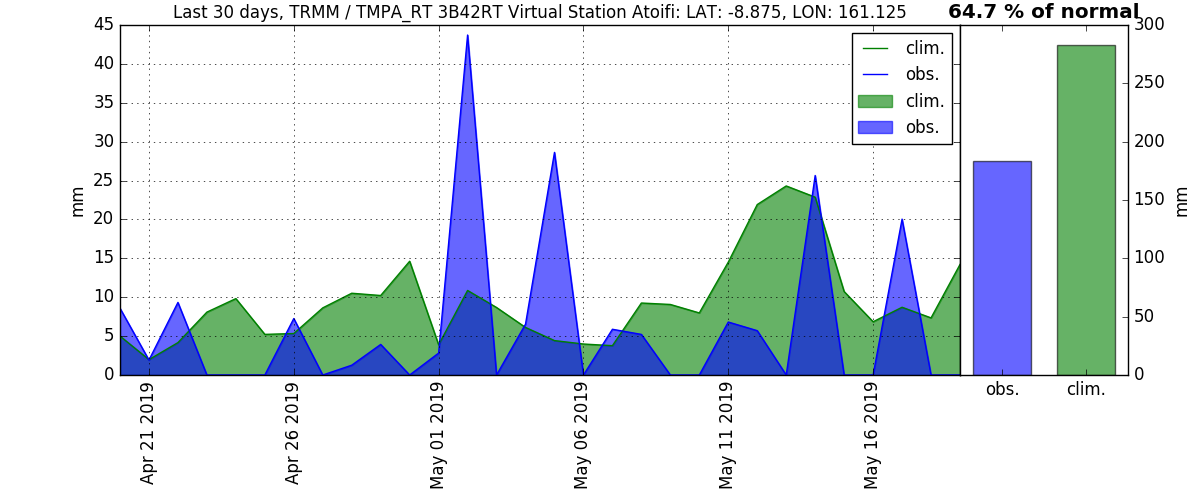 Last 30 days, TRMM / TMPA_RT 3B42RT Virtual Station Atoifi: LAT: -8.875, LON: 161.125
64.7 % of normal
45
40
35
30
25
20
15
10
5
0
mm
clim.
obs.
clim.
obs.
300
250
200
150
100
50
0
mm
obs.
clim.
Apr 21 2019
Apr 26 2019
May 01 2019
May 06 2019
May 11 2019
May 16 2019